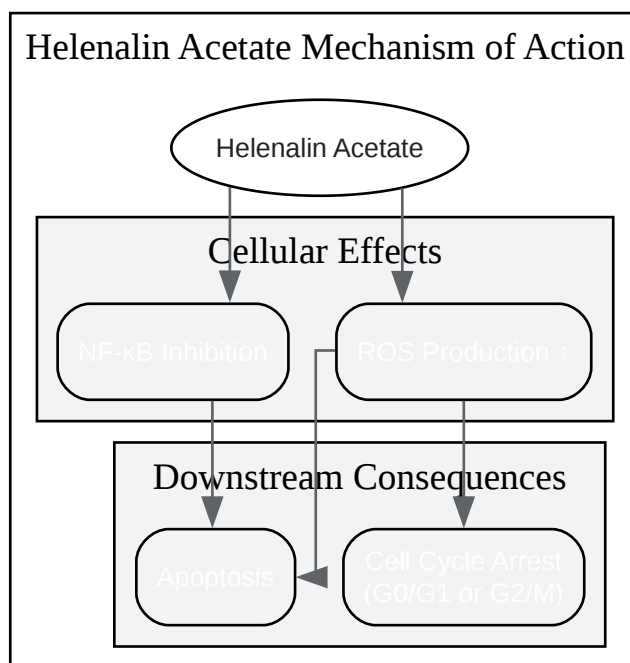 Helenalin Acetate Mechanism of Action
Helenalin Acetate
Cellular Effects
NF-κB Inhibition
ROS Production ↑
Downstream Consequences
Apoptosis
Cell Cycle Arrest
(G0/G1 or G2/M)